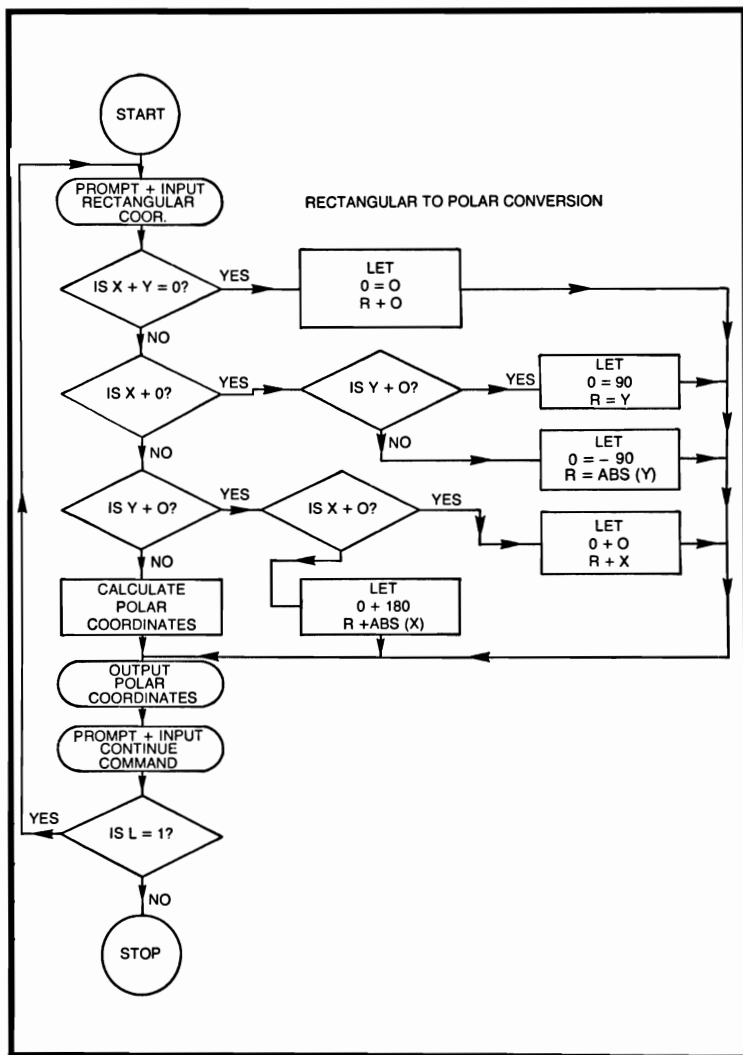 START
PROMPT + INPUT
RECTANGULAR
COOR.
RECTANGULAR TO POLAR CONVERSION
IS X + Y = 0?
YES
LET
0 = O
R + O
NO
IS X + 0?
YES
IS Y + O?
YES
LET
0 = 90
R = Y
NO
NO
LET
0 = – 90
R = ABS (Y)
IS Y + O?
YES
IS X + O?
YES
LET
0 + O
R + X
NO
CALCULATE
POLAR
COORDINATES
LET
0 + 180
R +ABS (X)
OUTPUT
POLAR
COORDINATES
PROMPT + INPUT
CONTINUE
COMMAND
YES
IS L = 1?
NO
STOP